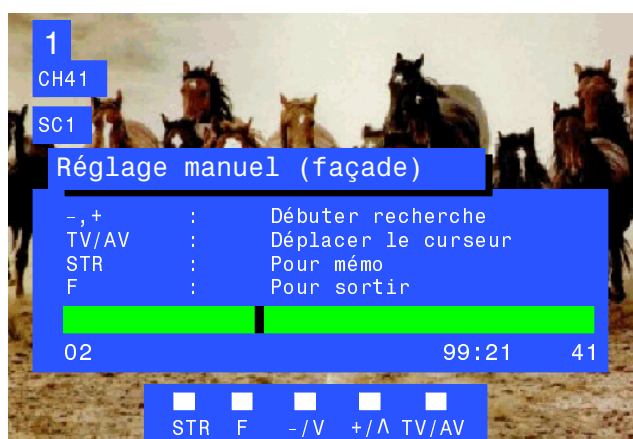 1
CH41
SC1
Réglage manuel (façade)
-,+ : Débuter recherche
TV/AV : Déplacer le curseur
STR : Pour mémo
F : Pour sortir
02 99:21 41
STR F -/V +/Λ TV/AV